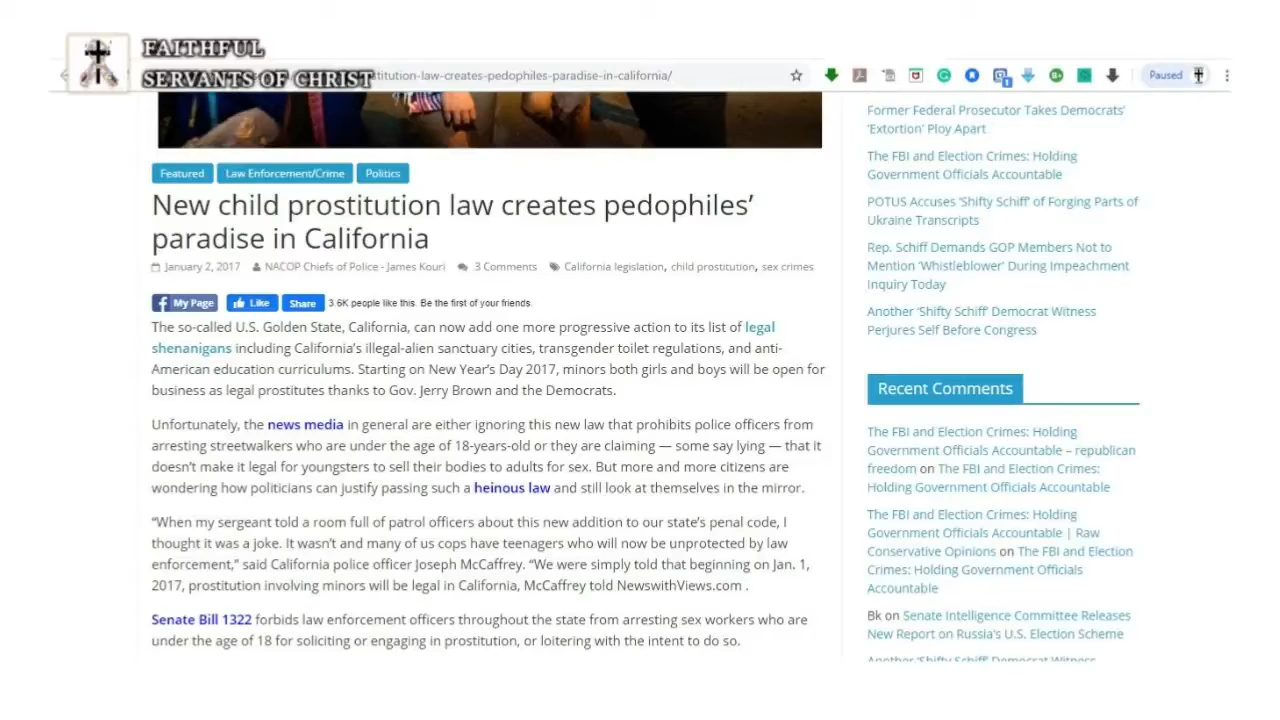 FAITHFUL
SERVANTS OF CHRIST
titution-law-creates-pedophiles-paradise-in-california/
Paused
Featured
Law Enforcement/Crime
Politics
New child prostitution law creates pedophiles’
paradise in California
January 2, 2017 NACOP Chiefs of Police - James Kouri 3 Comments California legislation, child prostitution, sex crimes
My Page Like Share 3.6K people like this. Be the first of your friends.
The so-called U.S. Golden State, California, can now add one more progressive action to its list of legal
shenanigans including California’s illegal-alien sanctuary cities, transgender toilet regulations, and anti-
American education curriculums. Starting on New Year’s Day 2017, minors both girls and boys will be open for
business as legal prostitutes thanks to Gov. Jerry Brown and the Democrats.
Unfortunately, the news media in general are either ignoring this new law that prohibits police officers from
arresting streetwalkers who are under the age of 18-years-old or they are claiming — some say lying — that it
doesn’t make it legal for youngsters to sell their bodies to adults for sex. But more and more citizens are
wondering how politicians can justify passing such a heinous law and still look at themselves in the mirror.
“When my sergeant told a room full of patrol officers about this new addition to our state’s penal code, I
thought it was a joke. It wasn’t and many of us cops have teenagers who will now be unprotected by law
enforcement,” said California police officer Joseph McCaffrey. “We were simply told that beginning on Jan. 1,
2017, prostitution involving minors will be legal in California, McCaffrey told NewswithViews.com .
Senate Bill 1322 forbids law enforcement officers throughout the state from arresting sex workers who are
under the age of 18 for soliciting or engaging in prostitution, or loitering with the intent to do so.
Former Federal Prosecutor Takes Democrats’
‘Extortion’ Ploy Apart
The FBI and Election Crimes: Holding
Government Officials Accountable
POTUS Accuses ‘Shifty Schiff’ of Forging Parts of
Ukraine Transcripts
Rep. Schiff Demands GOP Members Not to
Mention ‘Whistleblower’ During Impeachment
Inquiry Today
Another ‘Shifty Schiff’ Democrat Witness
Perjures Self Before Congress
Recent Comments
The FBI and Election Crimes: Holding
Government Officials Accountable – republican
freedom on The FBI and Election Crimes:
Holding Government Officials Accountable
The FBI and Election Crimes: Holding
Government Officials Accountable | Raw
Conservative Opinions on The FBI and Election
Crimes: Holding Government Officials
Accountable
Bk on Senate Intelligence Committee Releases
New Report on Russia’s U.S. Election Scheme
Another ‘Shifty Schiff’ Democrat Witness